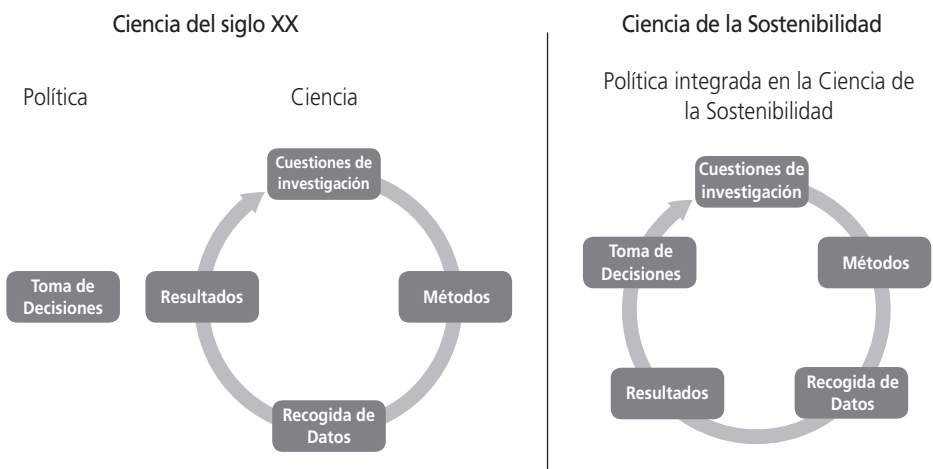 Ciencia del siglo XX
Política
Ciencia
Cuestiones de
investigación
Métodos
Recogida de
Datos
Resultados
Toma de
Decisiones
Ciencia de la Sostenibilidad
Política integrada en la Ciencia de
la Sostenibilidad
Cuestiones de
investigación
Métodos
Recogida de
Datos
Resultados
Toma de
Decisiones